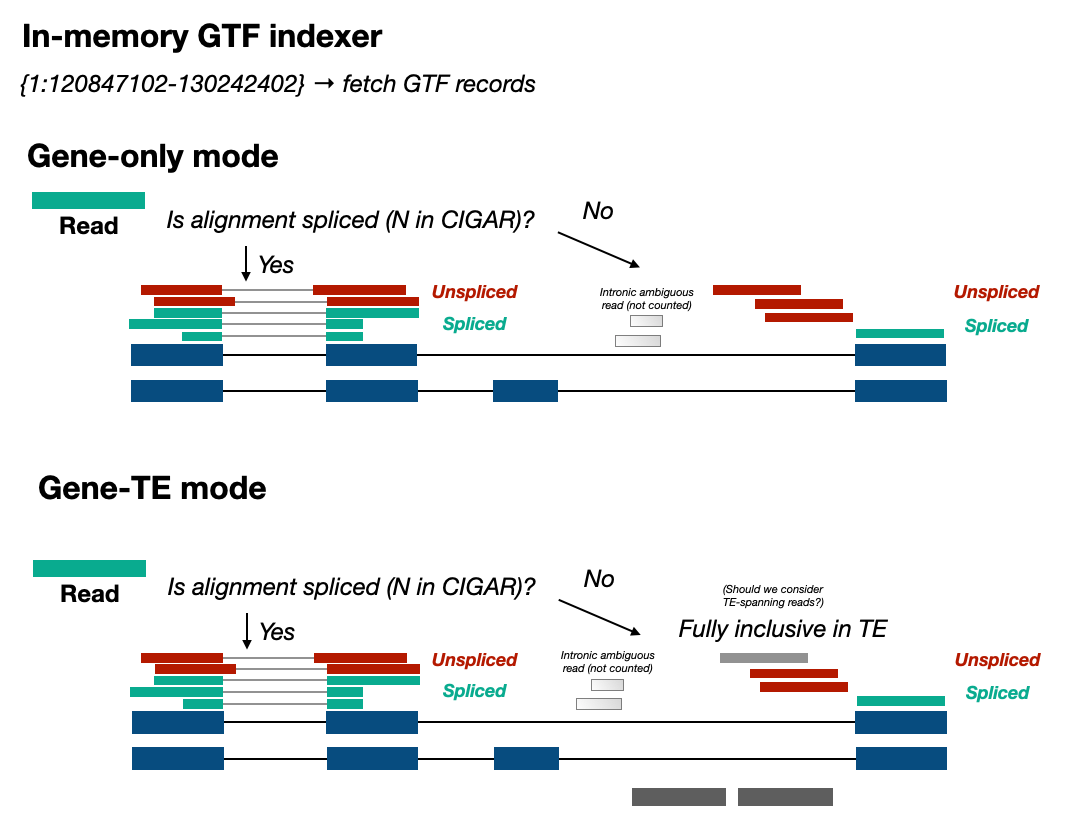 In-memory GTF indexer
{1:120847102-130242402} → fetch GTF records
Gene-only mode
Read
Is alignment spliced (N in CIGAR)?
No
Yes
Unspliced
Spliced
Intronic ambiguous
read (not counted)
Unspliced
Spliced
Gene-TE mode
Read
Is alignment spliced (N in CIGAR)?
No
Yes
(Should we consider
TE-spanning reads?)
Fully inclusive in TE
Unspliced
Spliced
Intronic ambiguous
read (not counted)
Unspliced
Spliced